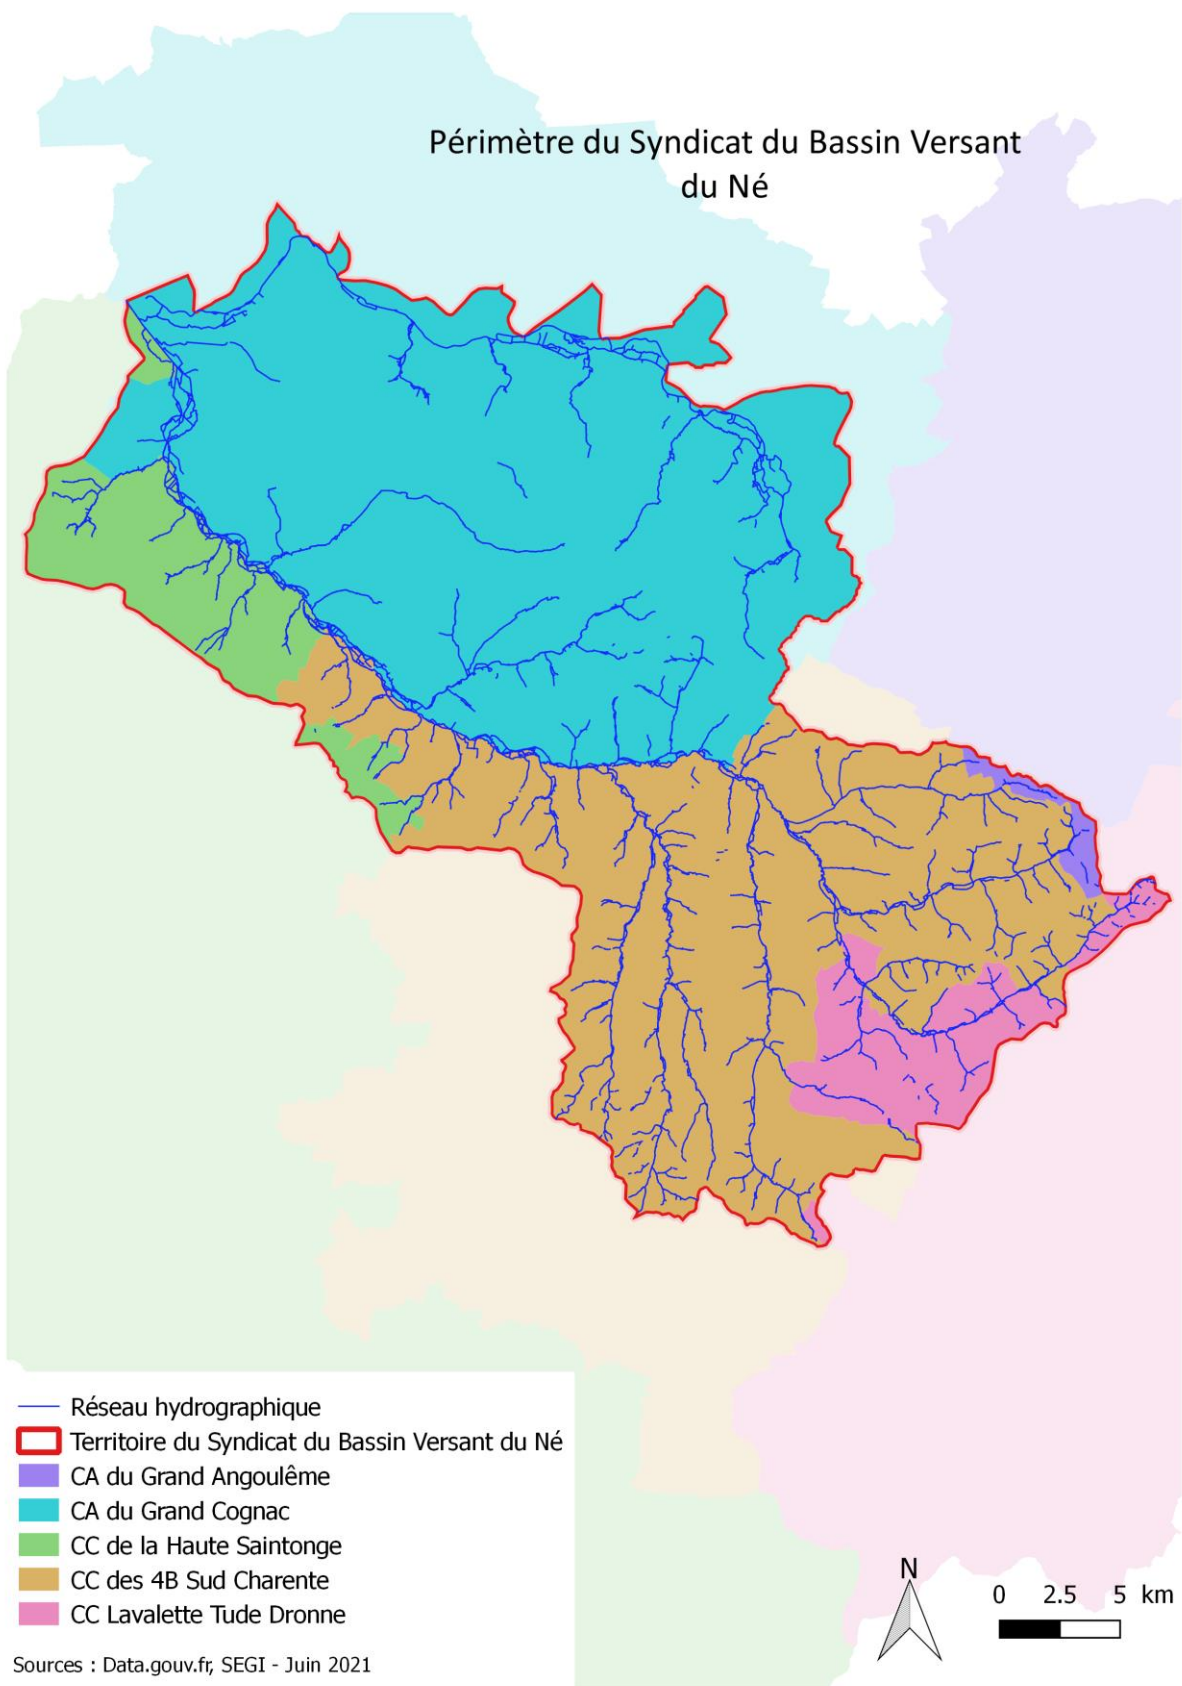 Périmètre du Syndicat du Bassin Versant
du Né
Réseau hydrographique
Territoire du Syndicat du Bassin Versant du Né
CA du Grand Angoulême
CA du Grand Cognac
CC de la Haute Saintonge
CC des 4B Sud Charente
CC Lavalette Tude Dronne
N
0 2.5 5 km
Sources : Data.gouv.fr, SEGI - Juin 2021